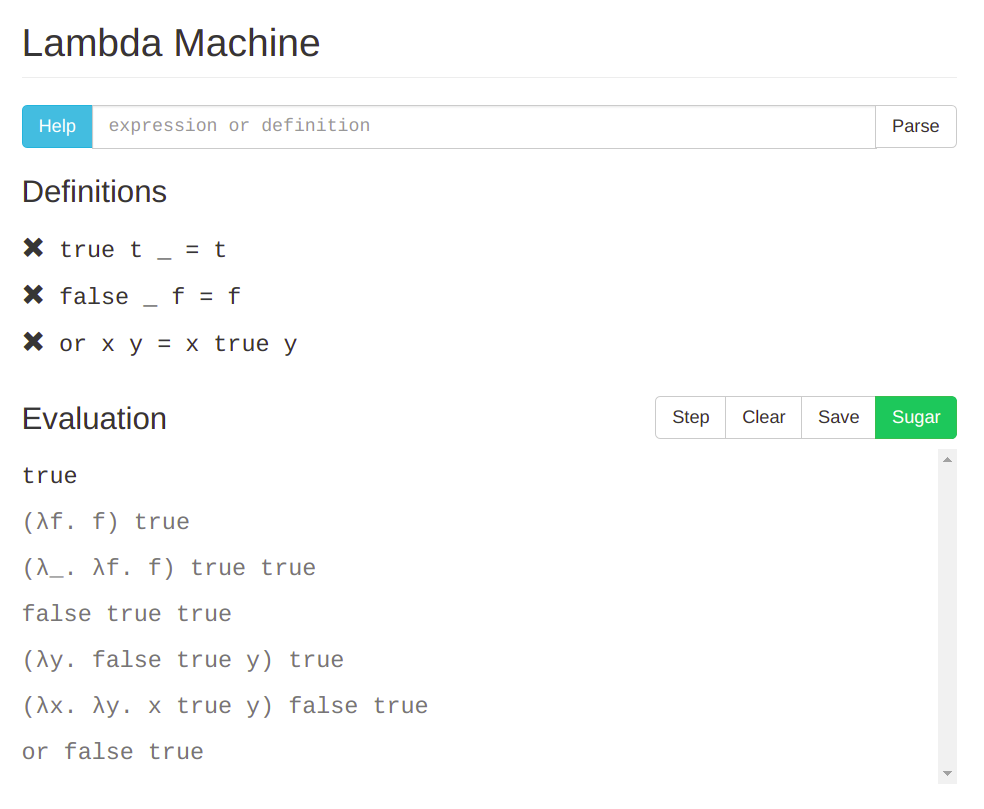 Lambda Machine
Help expression or definition Parse
Definitions
✖ true t _ = t
✖ false _ f = f
✖ or x y = x true y
Evaluation Step Clear Save Sugar
true
(λf. f) true
(λ_. λf. f) true true
false true true
(λy. false true y) true
(λx. λy. x true y) false true
or false true